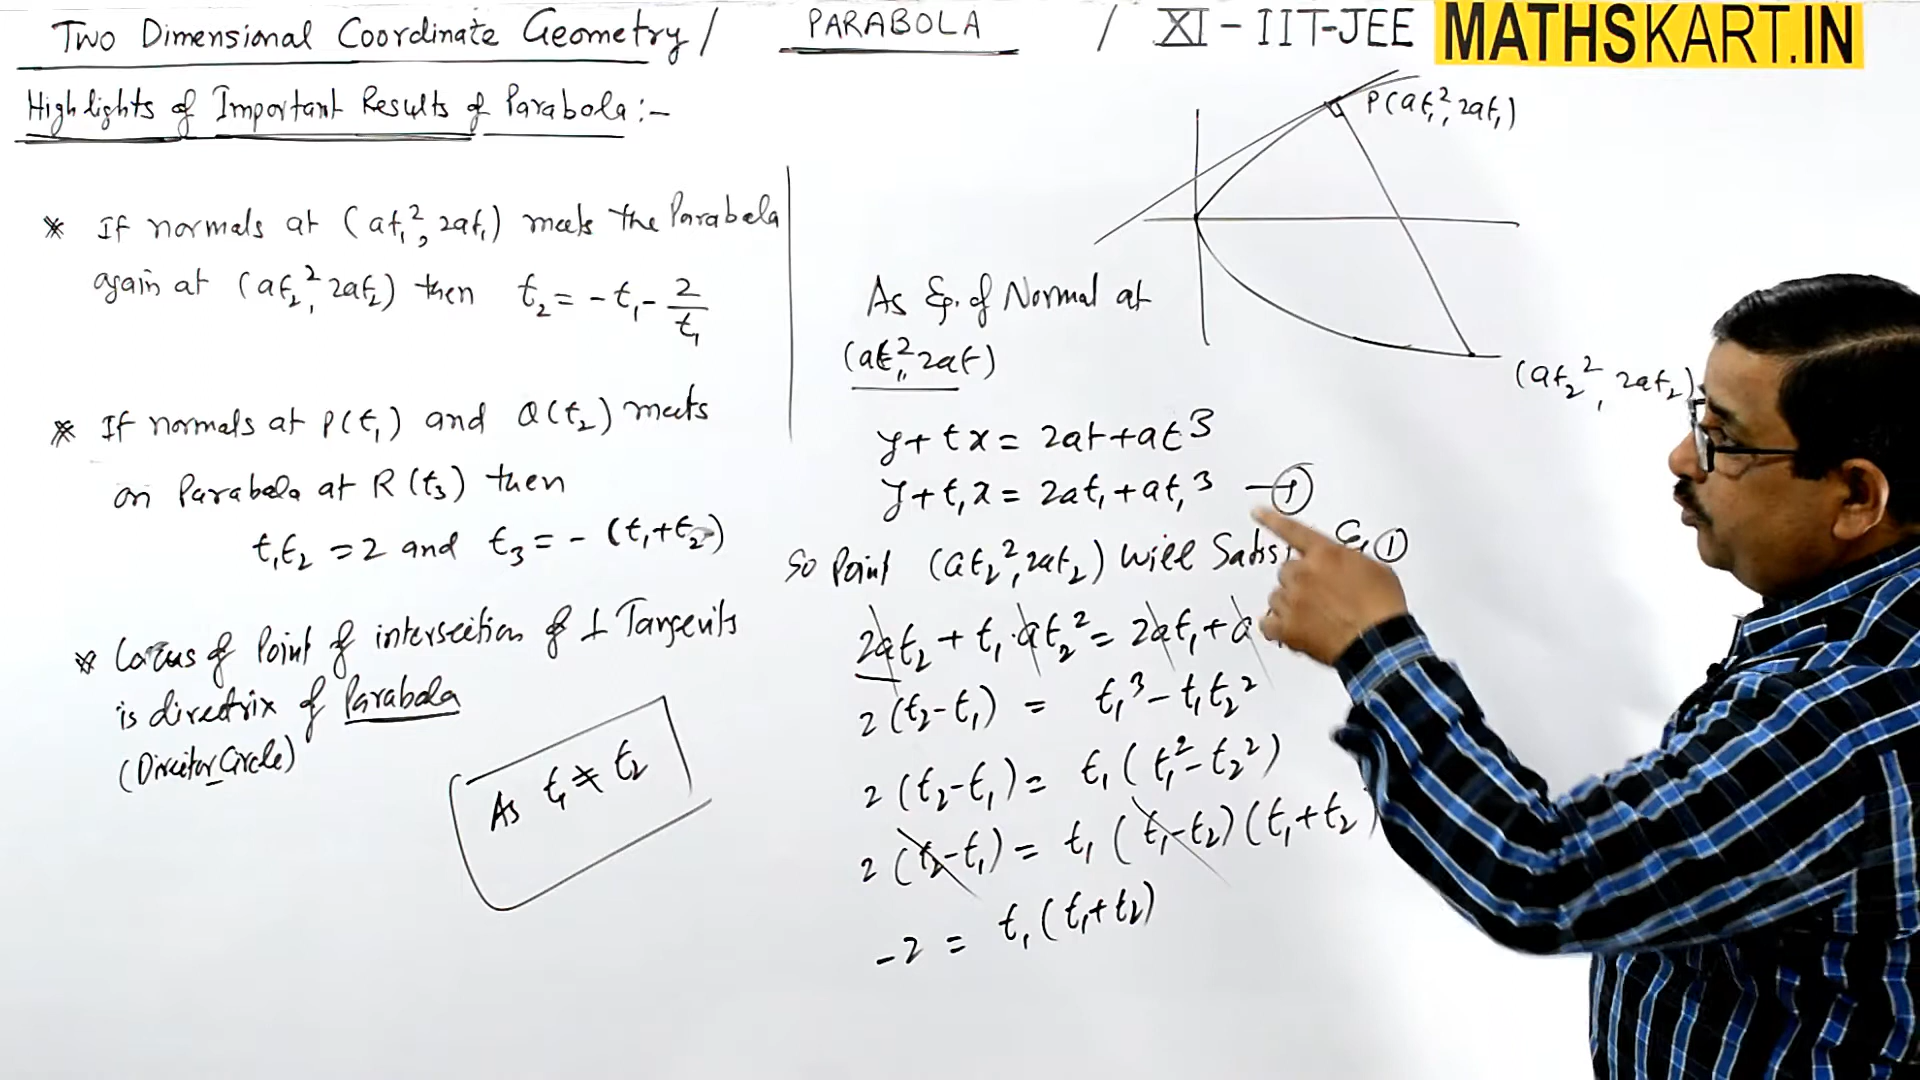 Two Dimensional Coordinate Geometry / PARABOLA / XI - IIT-JEE MATHSKART.IN
Highlights of Important Results of Parabola :-
P(at₁², 2at₁)
* If normals at (at₁², 2at₁) meets the Parabola
again at (at₂², 2at₂) then t₂ = -t₁ - 2/t₁
* If normals at P(t₁) and Q(t₂) meets
on Parabola at R(t₃) then
t₁t₂ = 2 and t₃ = - (t₁+t₂)
* Locus of Point of intersection of ⊥ Tangents
is directrix of Parabola
(Director Circle)
As t₁ ≠ t₂
(at₂², 2at₂)
As Eq. of Normal at
(at², 2at)
y + tx = 2at + at³
y + t₁x = 2at₁ + at₁³ - ①
So Point (at₂², 2at₂) will ①
2at₂ + t₁·at₂² = 2at₁ + a
2(t₂-t₁) = t₁³ - t₁t₂²
2(t₂-t₁) = t₁(t₁²-t₂²)
2(t₂-t₁) = t₁(t₁-t₂)(t₁+t₂)
-2 = t₁(t₁+t₂)